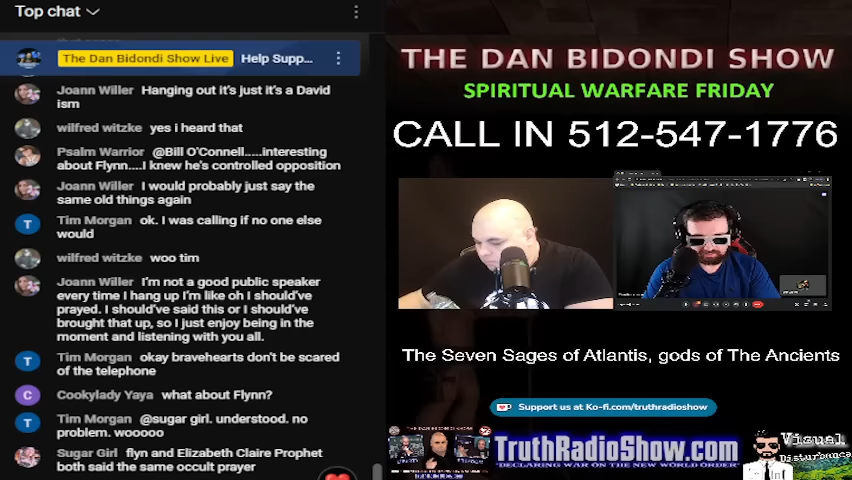 Top chat
The Dan Bidondi Show Live Help Supp...
Joann Willer Hanging out it's just it's a David
ism
wilfred witzke yes i heard that
Psalm Warrior @Bill O'Connell.....interesting
about Flynn....I knew he's controlled opposition
Joann Willer I would probably just say the
same old things again
T Tim Morgan ok. I was calling if no one else
would
wilfred witzke woo tim
Joann Willer I'm not a good public speaker
every time I hang up I'm like oh I should've
prayed. I should've said this or I should've
brought that up, so I just enjoy being in the
moment and listening with you all.
T Tim Morgan okay bravehearts don't be scared
of the telephone
C Cookylady Yaya what about Flynn?
T Tim Morgan @sugar girl. understood. no
problem. wooooo
Sugar Girl flyn and Elizabeth Claire Prophet
both said the same occult prayer
THE DAN BIDONDI SHOW
SPIRITUAL WARFARE FRIDAY
CALL IN 512-547-1776
The Seven Sages of Atlantis, gods of The Ancients
Support us at Ko-fi.com/truthradioshow
TruthRadioShow.com
"DECLARING WAR ON THE NEW WORLD ORDER"
Visual
Disturbance